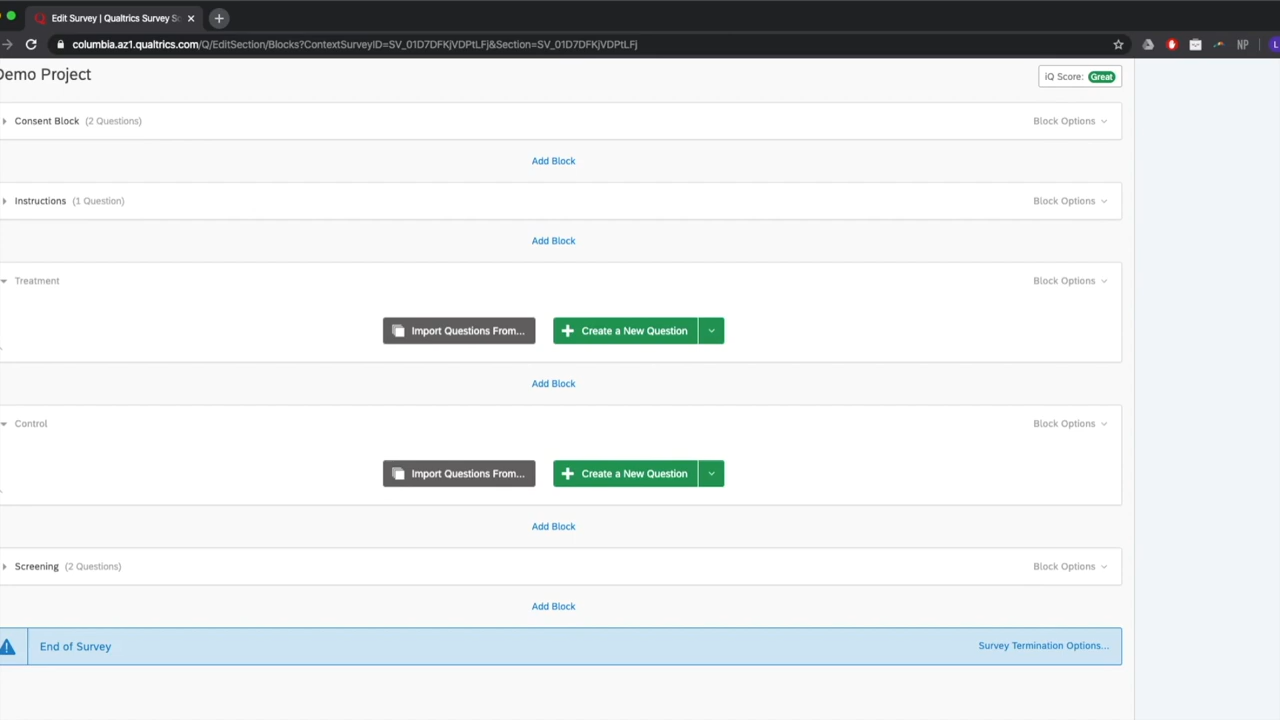 Edit Survey | Qualtrics Survey So
columbia.az1.qualtrics.com/Q/EditSection/Blocks?ContextSurveyID=SV_01D7DFKjVDPtLFj&Section=SV_01D7DFKjVDPtLFj
NP
L
Demo Project
iQ Score: Great
Consent Block (2 Questions)
Block Options
Add Block
Instructions (1 Question)
Block Options
Add Block
Treatment
Block Options
Import Questions From...
Create a New Question
Add Block
Control
Block Options
Import Questions From...
Create a New Question
Add Block
Screening (2 Questions)
Block Options
Add Block
End of Survey
Survey Termination Options...